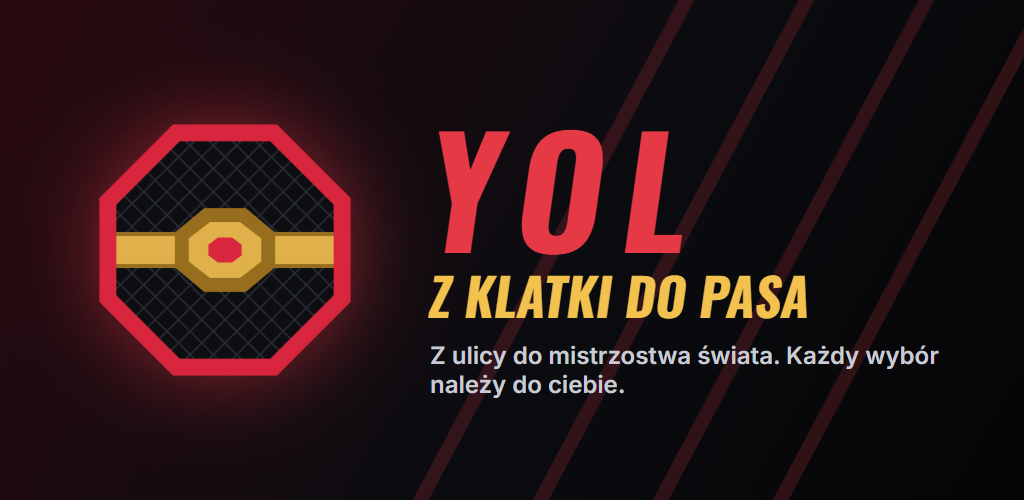 YOL
Z KLATKI DO PASA
Z ulicy do mistrzostwa świata. Każdy wybór
należy do ciebie.